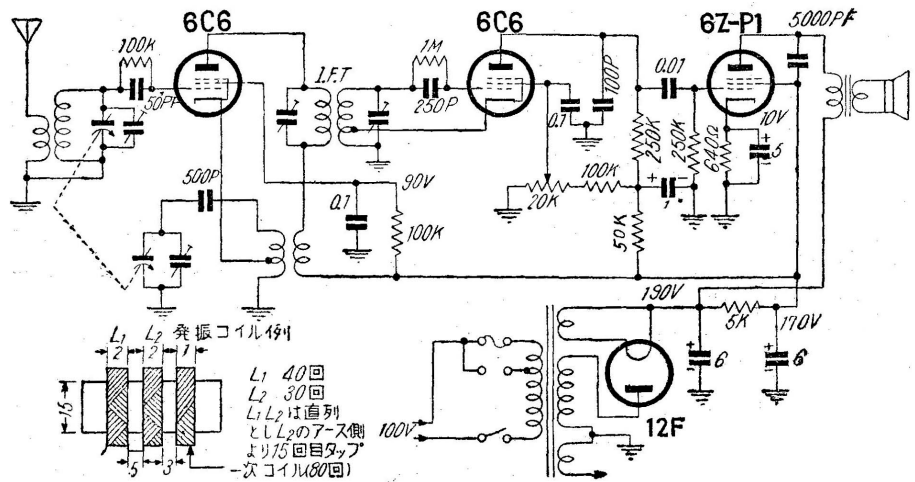 6C6
6C6
6Z-P1
5000PF
100K
50PP
I.F.T
1M
250P
0.1
100P
0.01
250K
250K
10V
640Ω
5
500P
90V
0.1
100K
20K
100K
1
50K
190V
5K
170V
6
6
12F
100V
発振コイル例
L1 L2
2 2 1
15
5 3
L1 40回
L2 30回
L1L2は直列
としL2のアース側
より15回目タップ
一次コイル(80回)